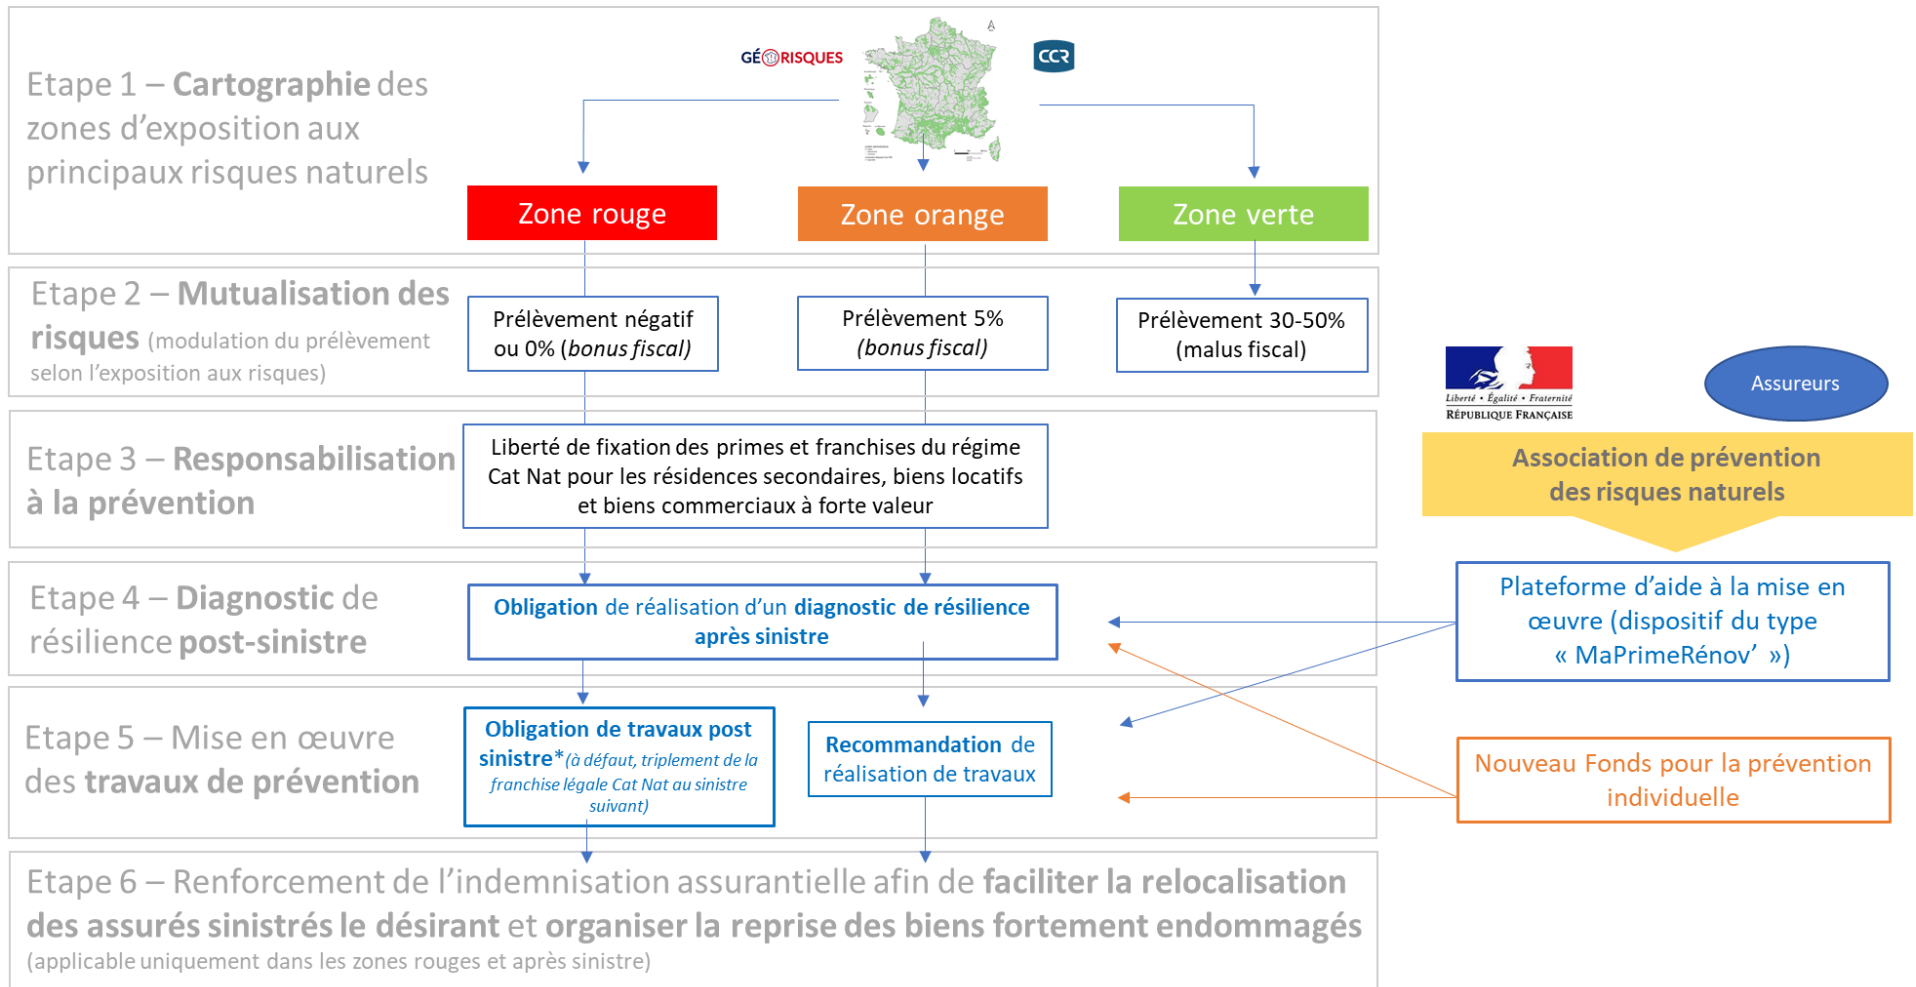 GÉORISQUES
CCR
Etape 1 – Cartographie des
zones d'exposition aux
principaux risques naturels
Zone rouge
Zone orange
Zone verte
Etape 2 – Mutualisation des
risques (modulation du prélèvement
selon l'exposition aux risques)
Prélèvement négatif
ou 0% (bonus fiscal)
Prélèvement 5%
(bonus fiscal)
Prélèvement 30-50%
(malus fiscal)
Liberté • Égalité • Fraternité
RÉPUBLIQUE FRANÇAISE
Assureurs
Etape 3 – Responsabilisation
à la prévention
Liberté de fixation des primes et franchises du régime
Cat Nat pour les résidences secondaires, biens locatifs
et biens commerciaux à forte valeur
Association de prévention
des risques naturels
Etape 4 – Diagnostic de
résilience post-sinistre
Obligation de réalisation d'un diagnostic de résilience
après sinistre
Plateforme d'aide à la mise en
œuvre (dispositif du type
« MaPrimeRénov' »)
Etape 5 – Mise en œuvre
des travaux de prévention
Obligation de travaux post
sinistre* (à défaut, triplement de la
franchise légale Cat Nat au sinistre
suivant)
Recommandation de
réalisation de travaux
Nouveau Fonds pour la prévention
individuelle
Etape 6 – Renforcement de l'indemnisation assurantielle afin de faciliter la relocalisation
des assurés sinistrés le désirant et organiser la reprise des biens fortement endommagés
(applicable uniquement dans les zones rouges et après sinistre)